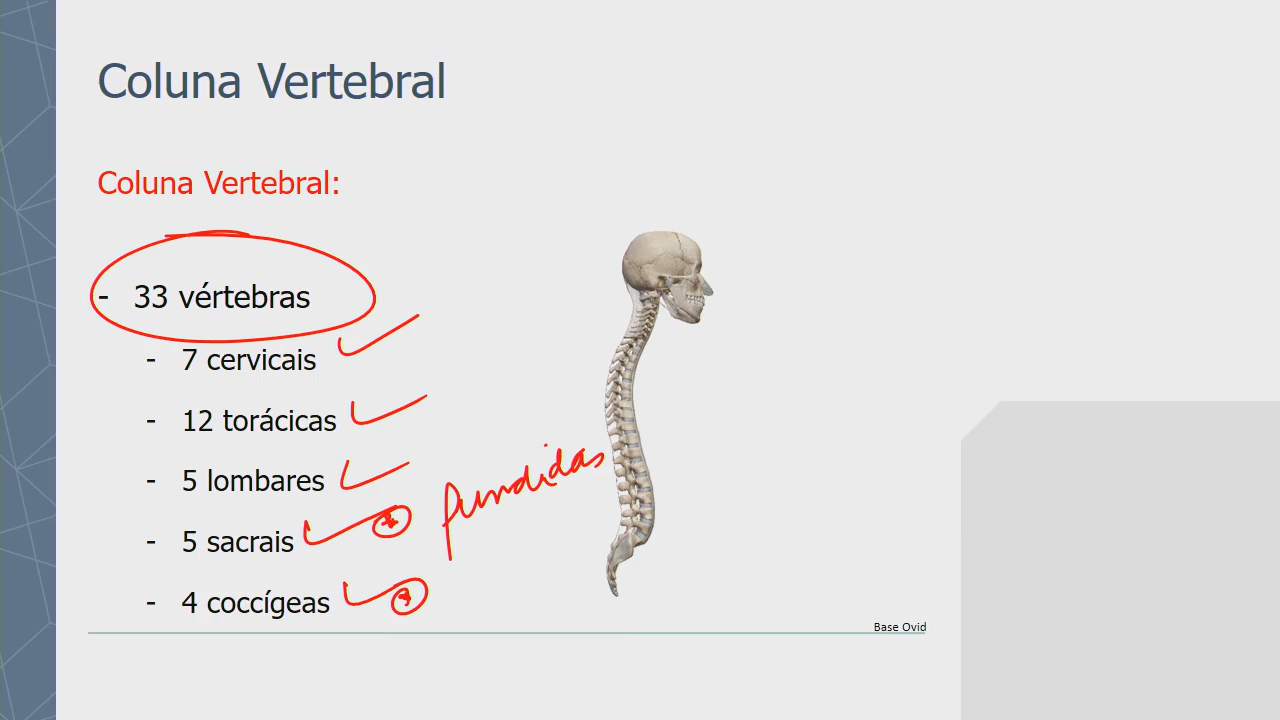 Coluna Vertebral
Coluna Vertebral:
- 33 vértebras
- 7 cervicais
- 12 torácicas
- 5 lombares
- 5 sacrais
fundidas
- 4 coccígeas
Base Ovid